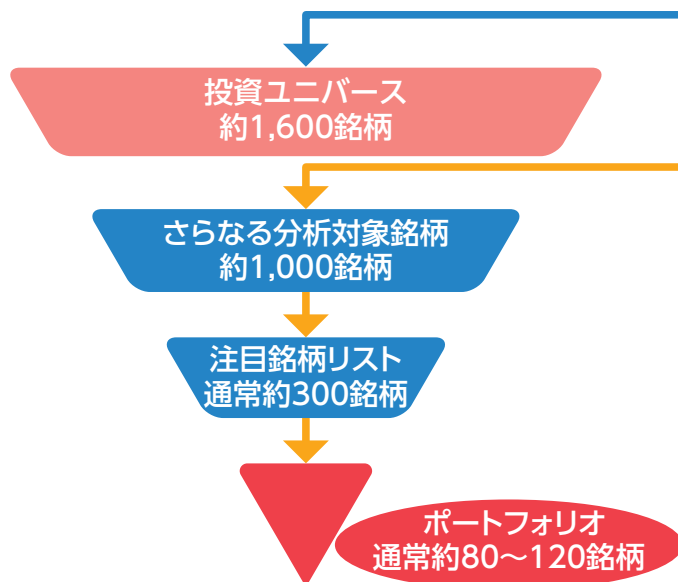 投資ユニバース
約1,600銘柄
さらなる分析対象銘柄
約1,000銘柄
注目銘柄リスト
通常約300銘柄
ポートフォリオ
通常約80～120銘柄